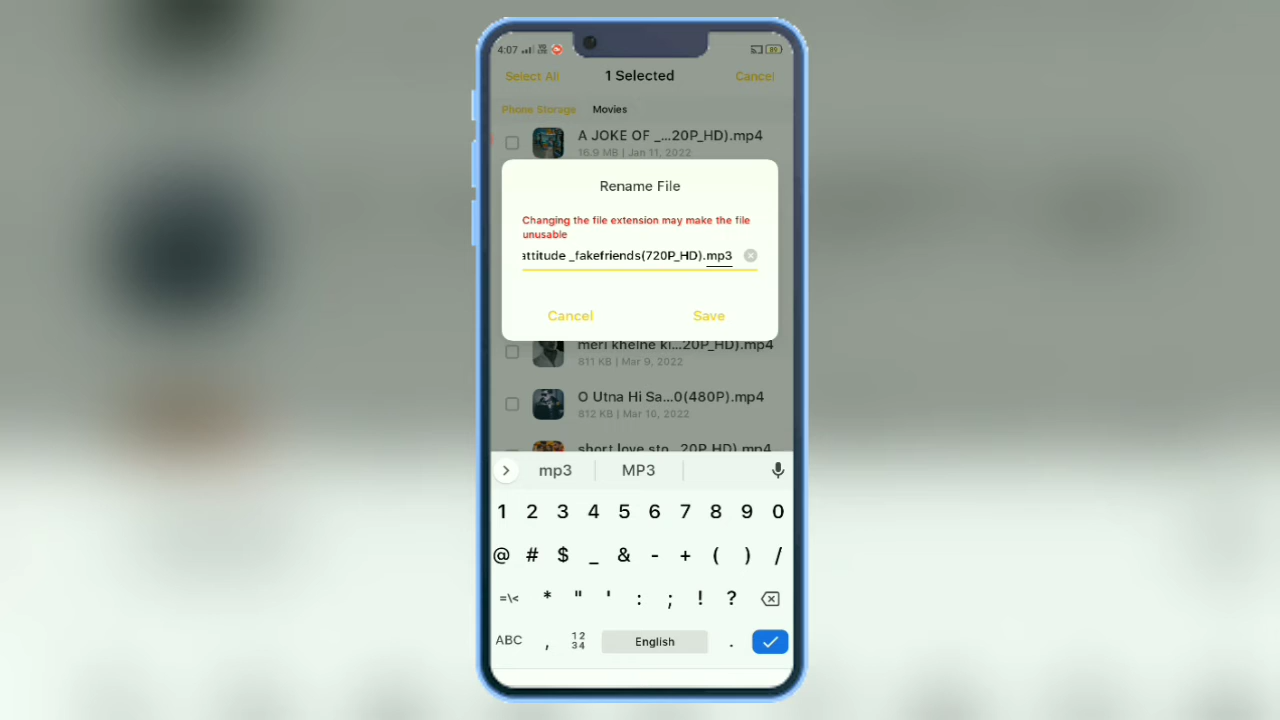 4:07
89
Select All 1 Selected Cancel
Phone Storage Movies
A JOKE OF _...20P_HD).mp4
16.9 MB | Jan 11, 2022
Rename File
Changing the file extension may make the file
unusable
attitude _fakefriends(720P_HD).mp3
Cancel Save
meri khelne ki...20P_HD).mp4
811 KB | Mar 9, 2022
O Utna Hi Sa...0(480P).mp4
812 KB | Mar 10, 2022
short love sto...20P_HD).mp4
mp3 MP3
1 2 3 4 5 6 7 8 9 0
@ # $ _ & - + ( ) /
=\< * " ' : ; ! ?
ABC , 12 34 English .